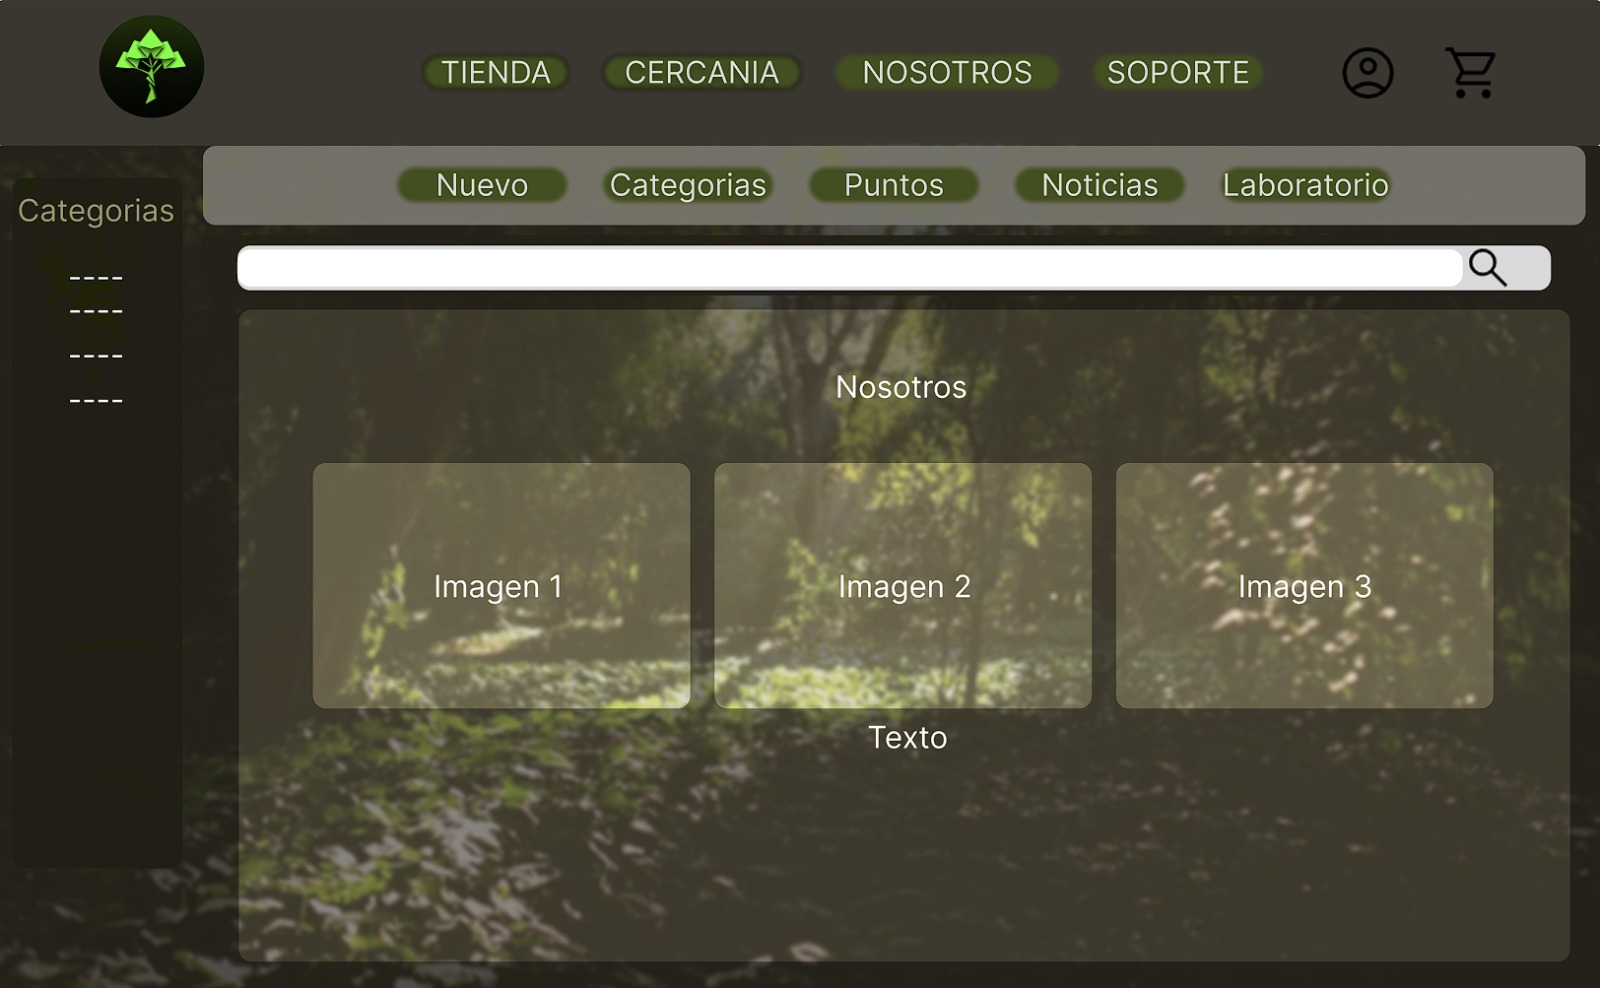 TIENDA CERCANIA NOSOTROS SOPORTE
Nuevo Categorias Puntos Noticias Laboratorio
Categorias
----
----
----
----
Nosotros
Imagen 1 Imagen 2 Imagen 3
Texto